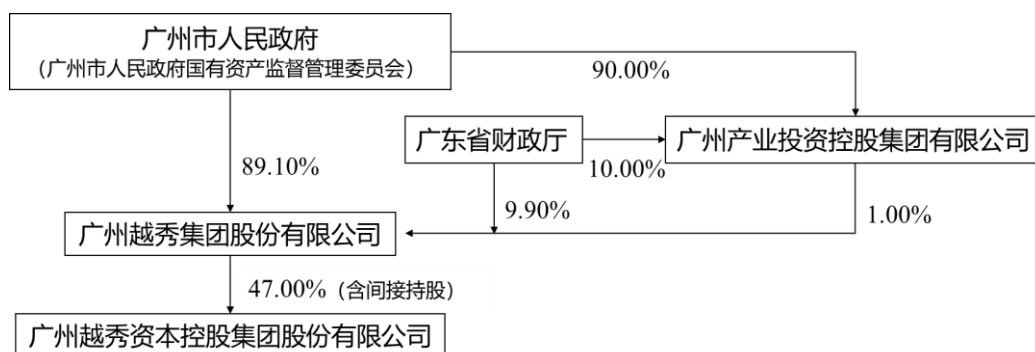 广州市人民政府
（广州市人民政府国有资产监督管理委员会）
90.00%
广东省财政厅
广州产业投资控股集团有限公司
89.10%
10.00%
9.90%
1.00%
广州越秀集团股份有限公司
47.00%（含间接持股）
广州越秀资本控股集团股份有限公司